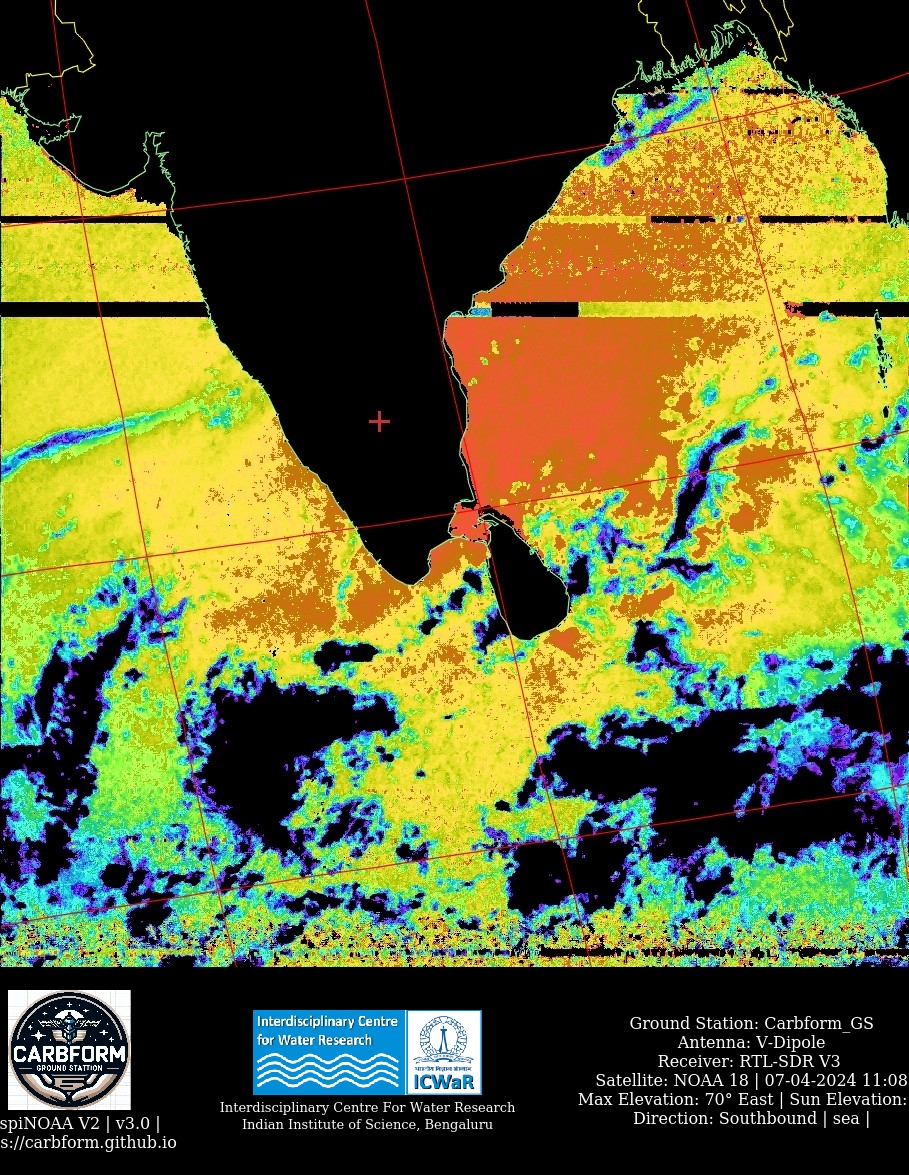 CARBFORM
GROUND STATION
spiNOAA V2 | v3.0 |
s://carbform.github.io
Interdisciplinary Centre
for Water Research
ICWaR
Interdisciplinary Centre For Water Research
Indian Institute of Science, Bengaluru
Ground Station: Carbform_GS
Antenna: V-Dipole
Receiver: RTL-SDR V3
Satellite: NOAA 18 | 07-04-2024 11:08
Max Elevation: 70° East | Sun Elevation:
Direction: Southbound | sea |